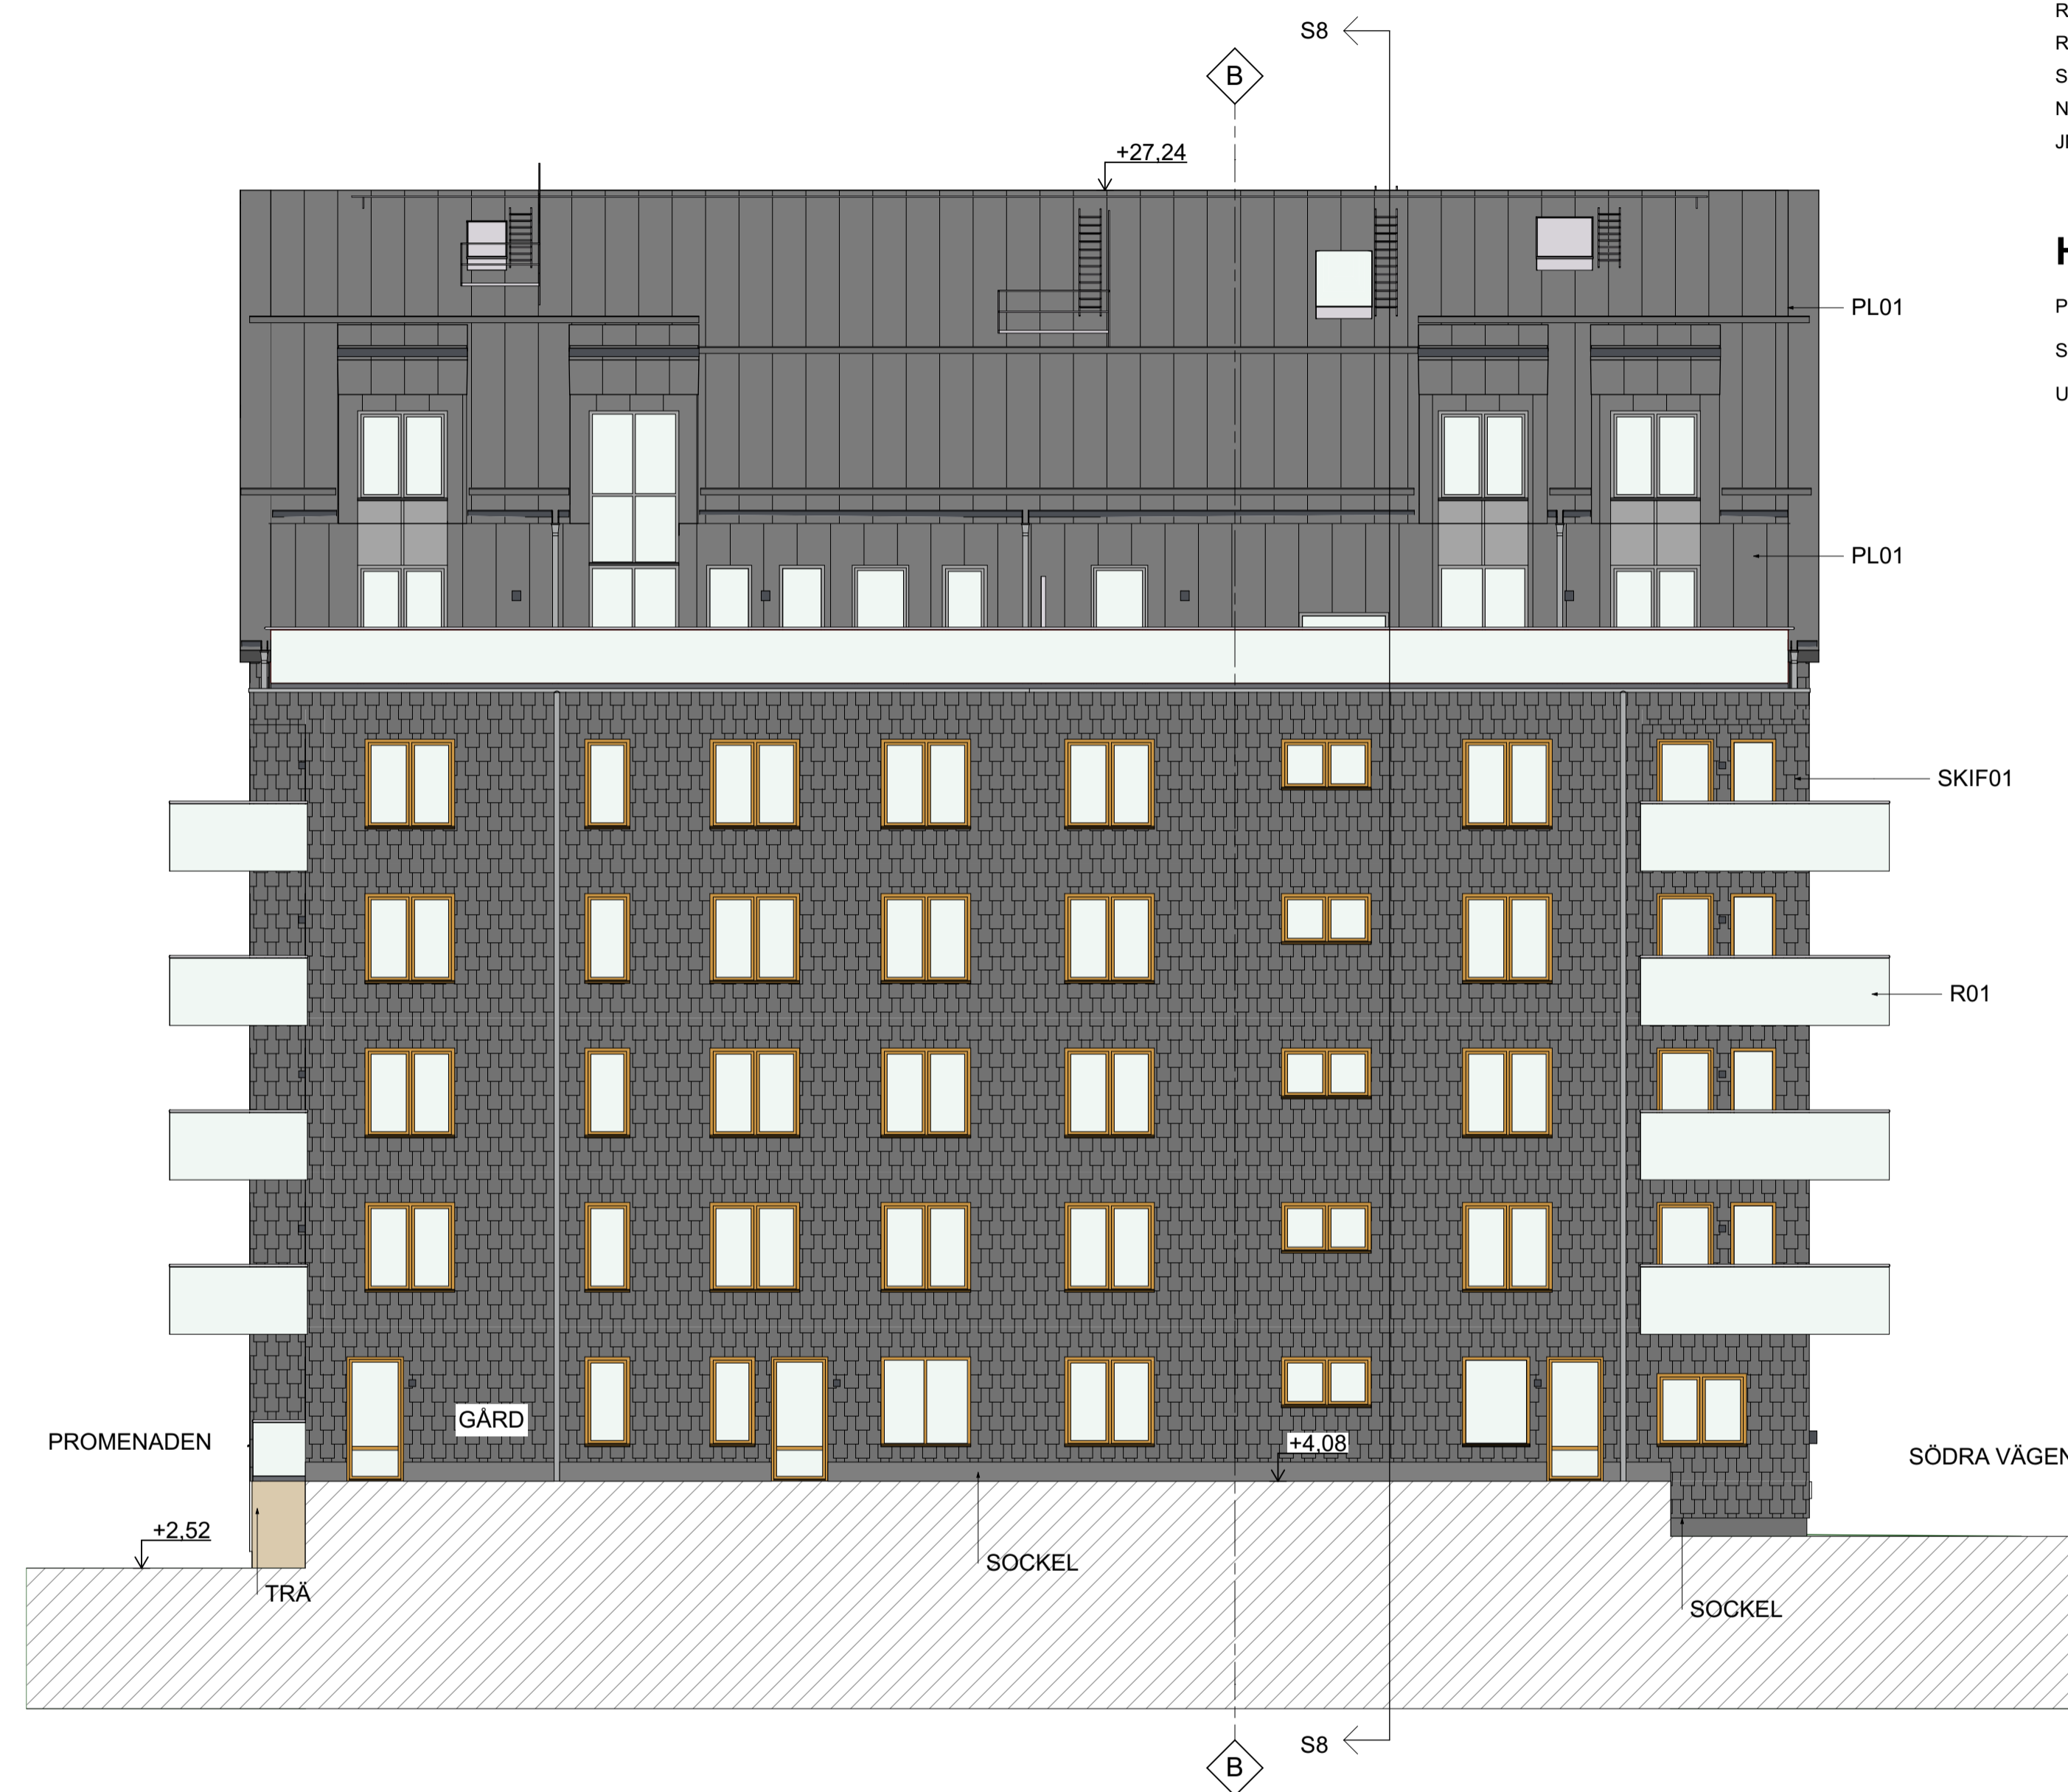 S8
B
+27,24
PL01
PL01
SKIF01
R01
GÅRD
PROMENADEN
+4,08
SÖDRA VÄGEN
+2,52
SOCKEL
TRÄ
SOCKEL
S8
B